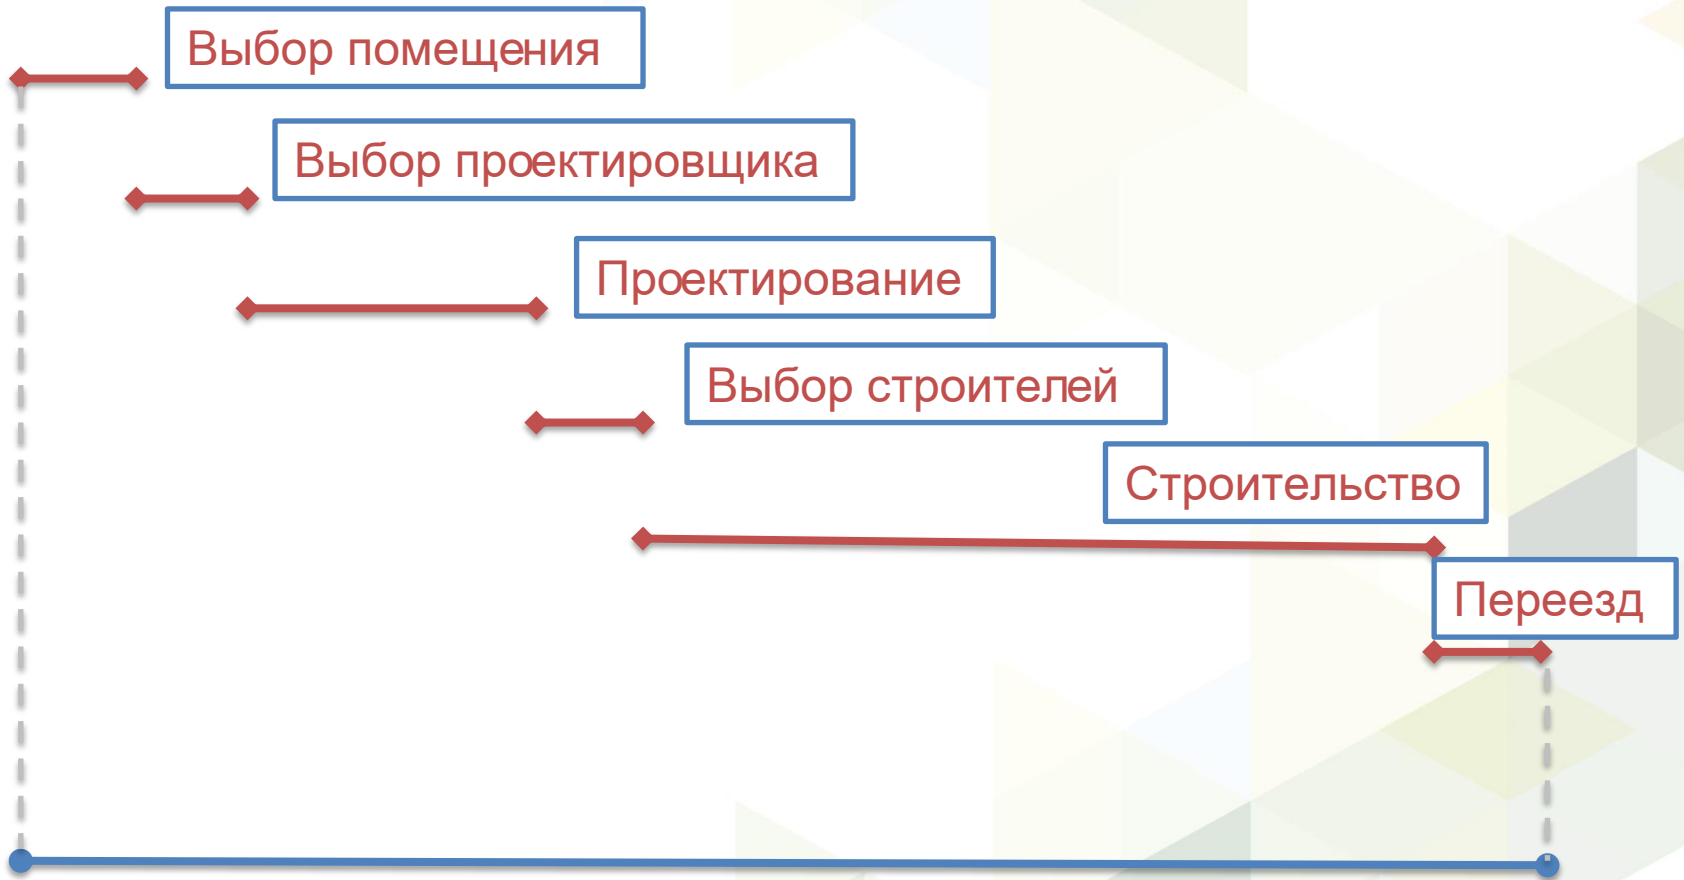 Выбор помещения
Выбор проектировщика
Проектирование
Выбор строителей
Строительство
Переезд